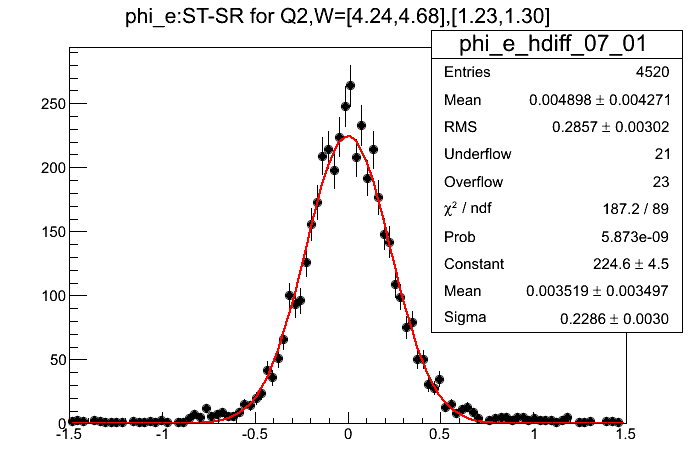 phi_e:ST-SR for Q2,W=[4.24,4.68],[1.23,1.30]
phi_e_hdiff_07_01
Entries 4520
Mean 0.004898 ± 0.004271
RMS 0.2857 ± 0.00302
Underflow 21
Overflow 23
χ² / ndf 187.2 / 89
Prob 5.873e-09
Constant 224.6 ± 4.5
Mean 0.003519 ± 0.003497
Sigma 0.2286 ± 0.0030
250
200
150
100
50
0
-1.5 -1 -0.5 0 0.5 1 1.5